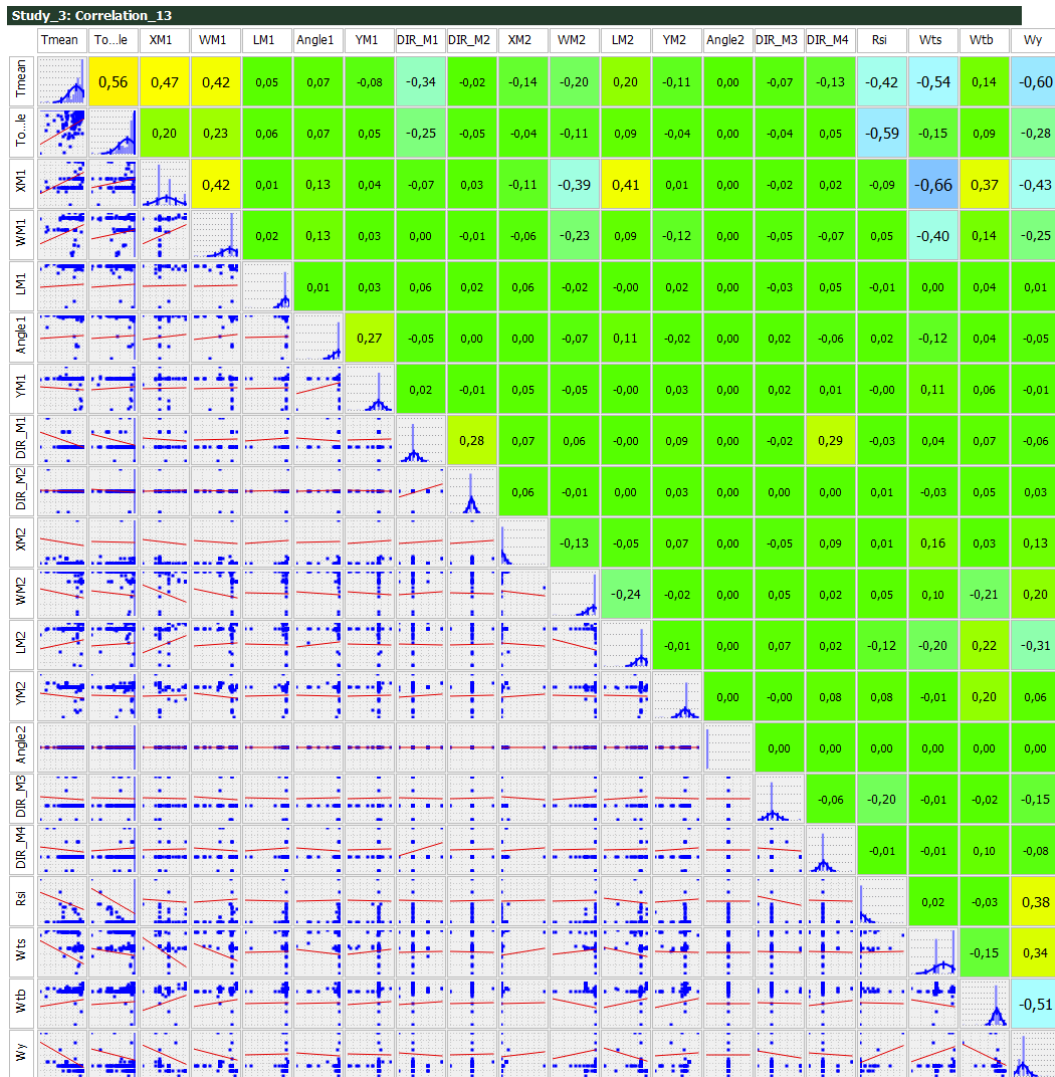 Study_3: Correlation_13
Tmean To...le XM1 WM1 LM1 Angle1 YM1 DIR_M1 DIR_M2 XM2 WM2 LM2 YM2 Angle2 DIR_M3 DIR_M4 Rsi Wts Wtb Wy
Tmean 0,56 0,47 0,42 0,05 0,07 -0,08 -0,34 -0,02 -0,14 -0,20 0,20 -0,11 0,00 -0,07 -0,13 -0,42 -0,54 0,14 -0,60
To...le 0,20 0,23 0,06 0,07 0,05 -0,25 -0,05 -0,04 -0,11 0,09 -0,04 0,00 -0,04 0,05 -0,59 -0,15 0,09 -0,28
XM1 0,42 0,01 0,13 0,04 -0,07 0,03 -0,11 -0,39 0,41 0,01 0,00 -0,02 0,02 -0,09 -0,66 0,37 -0,43
WM1 0,02 0,13 0,03 0,00 -0,01 -0,06 -0,23 0,09 -0,12 0,00 -0,05 -0,07 0,05 -0,40 0,14 -0,25
LM1 0,01 0,03 0,06 0,02 0,06 -0,02 -0,00 0,02 0,00 -0,03 0,05 -0,01 0,00 0,04 0,01
Angle1 0,27 -0,05 0,00 0,00 -0,07 0,11 -0,02 0,00 0,02 -0,06 0,02 -0,12 0,04 -0,05
YM1 0,02 -0,01 0,05 -0,05 -0,00 0,03 0,00 0,02 0,01 -0,00 0,11 0,06 -0,01
DIR_M1 0,28 0,07 0,06 -0,00 0,09 0,00 -0,02 0,29 -0,03 0,04 0,07 -0,06
DIR_M2 0,06 -0,01 0,00 0,03 0,00 0,00 0,00 0,01 -0,03 0,05 0,03
XM2 -0,13 -0,05 0,07 0,00 -0,05 0,09 0,01 0,16 0,03 0,13
WM2 -0,24 -0,02 0,00 0,05 0,02 0,05 0,10 -0,21 0,20
LM2 -0,01 0,00 0,07 0,02 -0,12 -0,20 0,22 -0,31
YM2 0,00 -0,00 0,08 0,08 -0,01 0,20 0,06
Angle2 0,00 0,00 0,00 0,00 0,00 0,00
DIR_M3 -0,06 -0,20 -0,01 -0,02 -0,15
DIR_M4 -0,01 -0,01 0,10 -0,08
Rsi 0,02 -0,03 0,38
Wts -0,15 0,34
Wtb -0,51
Wy